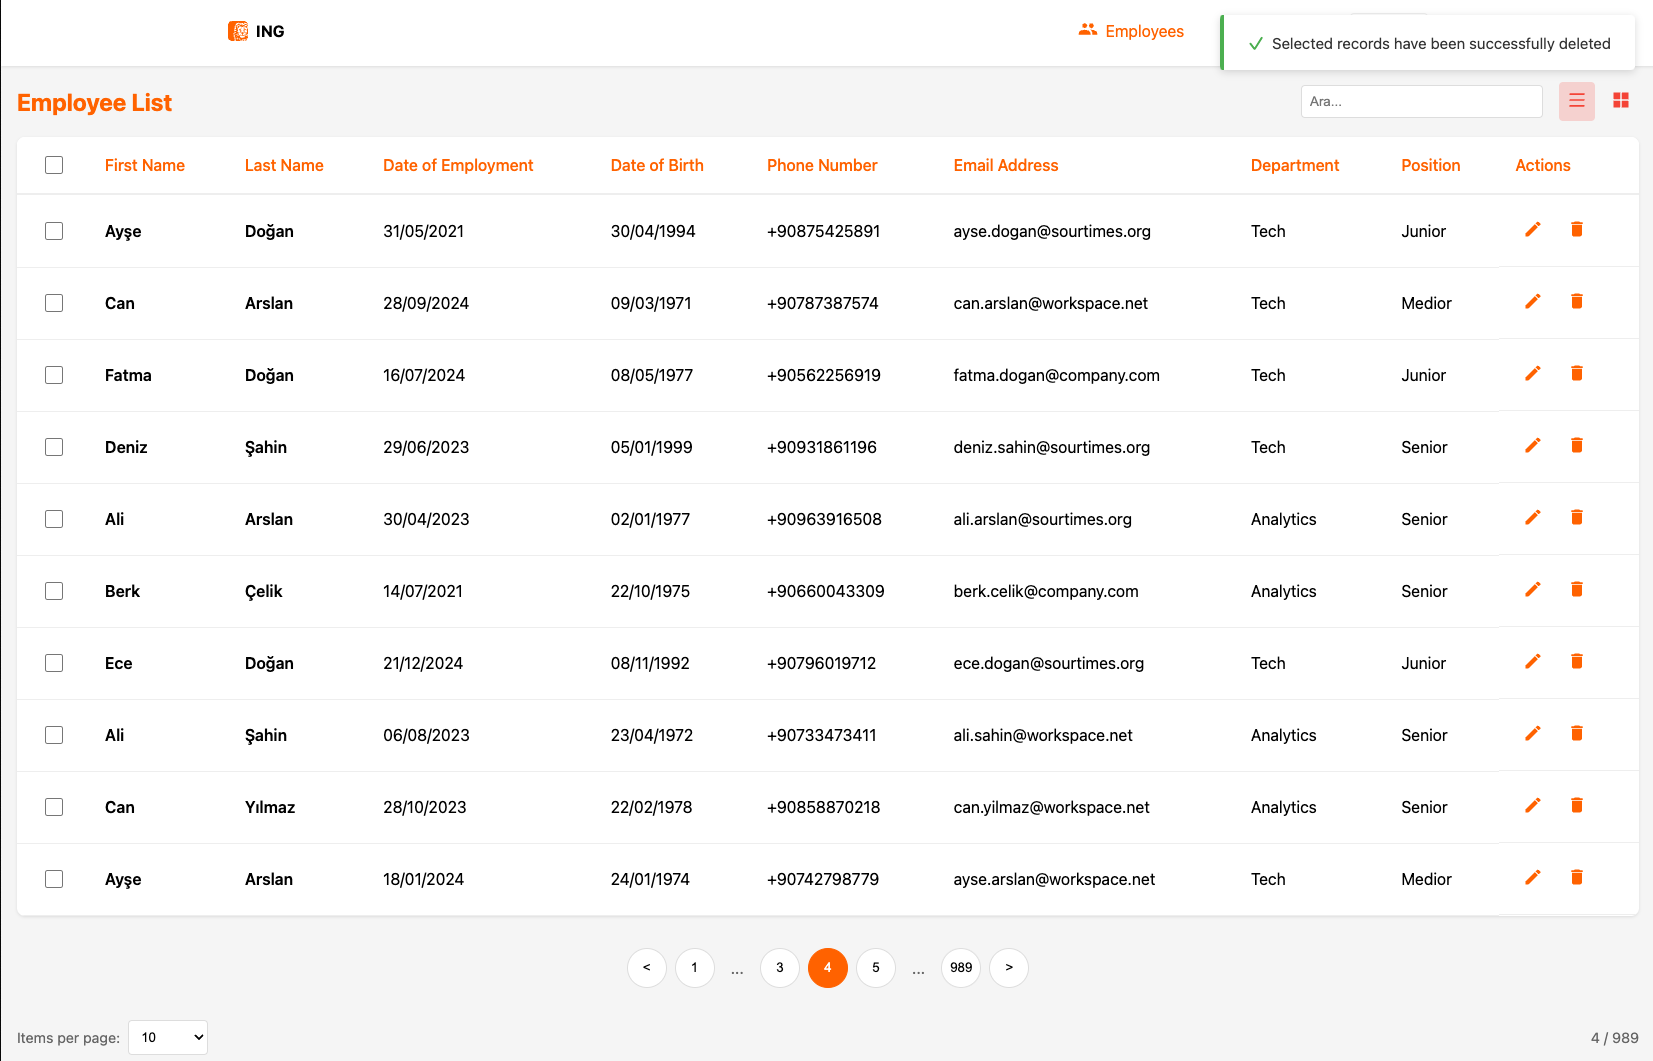 ING
Employees
Selected records have been successfully deleted
Employee List
Ara...
First Name Last Name Date of Employment Date of Birth Phone Number Email Address Department Position Actions
Ayşe Doğan 31/05/2021 30/04/1994 +90875425891 ayse.dogan@sourtimes.org Tech Junior
Can Arslan 28/09/2024 09/03/1971 +90787387574 can.arslan@workspace.net Tech Medior
Fatma Doğan 16/07/2024 08/05/1977 +90562256919 fatma.dogan@company.com Tech Junior
Deniz Şahin 29/06/2023 05/01/1999 +90931861196 deniz.sahin@sourtimes.org Tech Senior
Ali Arslan 30/04/2023 02/01/1977 +90963916508 ali.arslan@sourtimes.org Analytics Senior
Berk Çelik 14/07/2021 22/10/1975 +90660043309 berk.celik@company.com Analytics Senior
Ece Doğan 21/12/2024 08/11/1992 +90796019712 ece.dogan@sourtimes.org Tech Junior
Ali Şahin 06/08/2023 23/04/1972 +90733473411 ali.sahin@workspace.net Analytics Senior
Can Yılmaz 28/10/2023 22/02/1978 +90858870218 can.yilmaz@workspace.net Analytics Senior
Ayşe Arslan 18/01/2024 24/01/1974 +90742798779 ayse.arslan@workspace.net Tech Medior
< 1 ... 3 4 5 ... 989 >
Items per page: 10
4 / 989